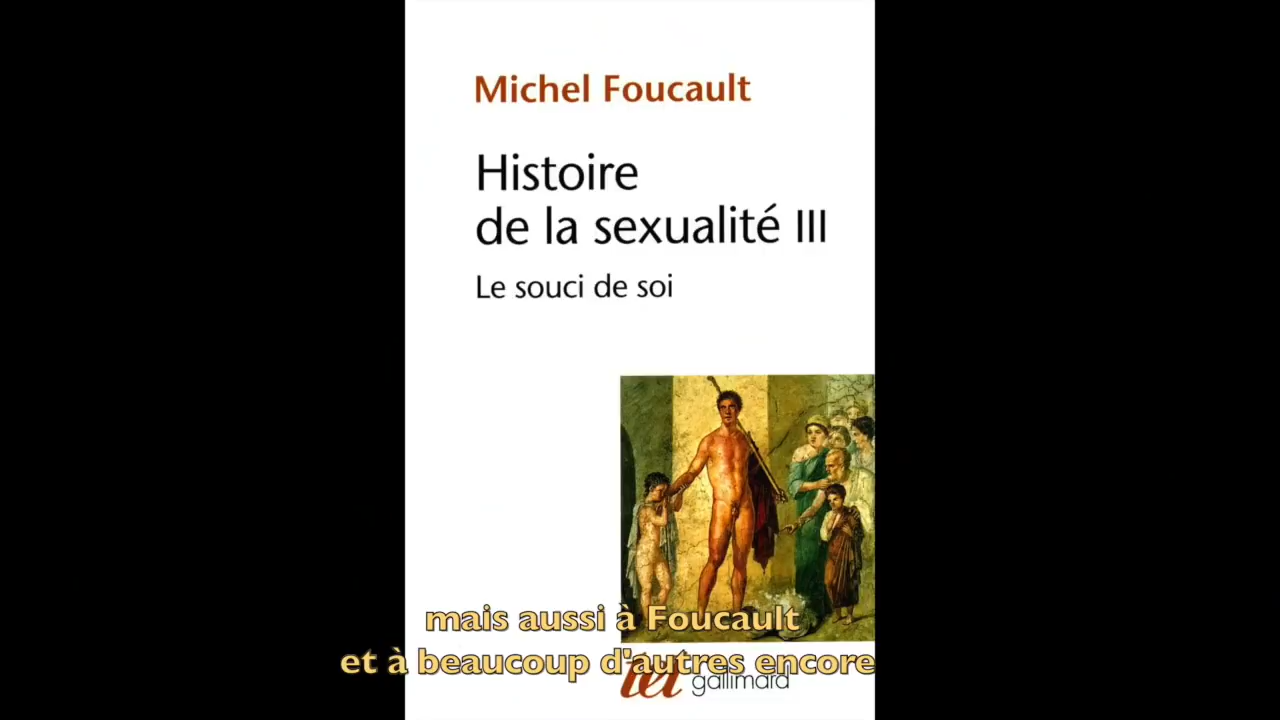 Michel Foucault
Histoire
de la sexualité III
Le souci de soi
mais aussi à Foucault
et à beaucoup d'autres encore
tel gallimard